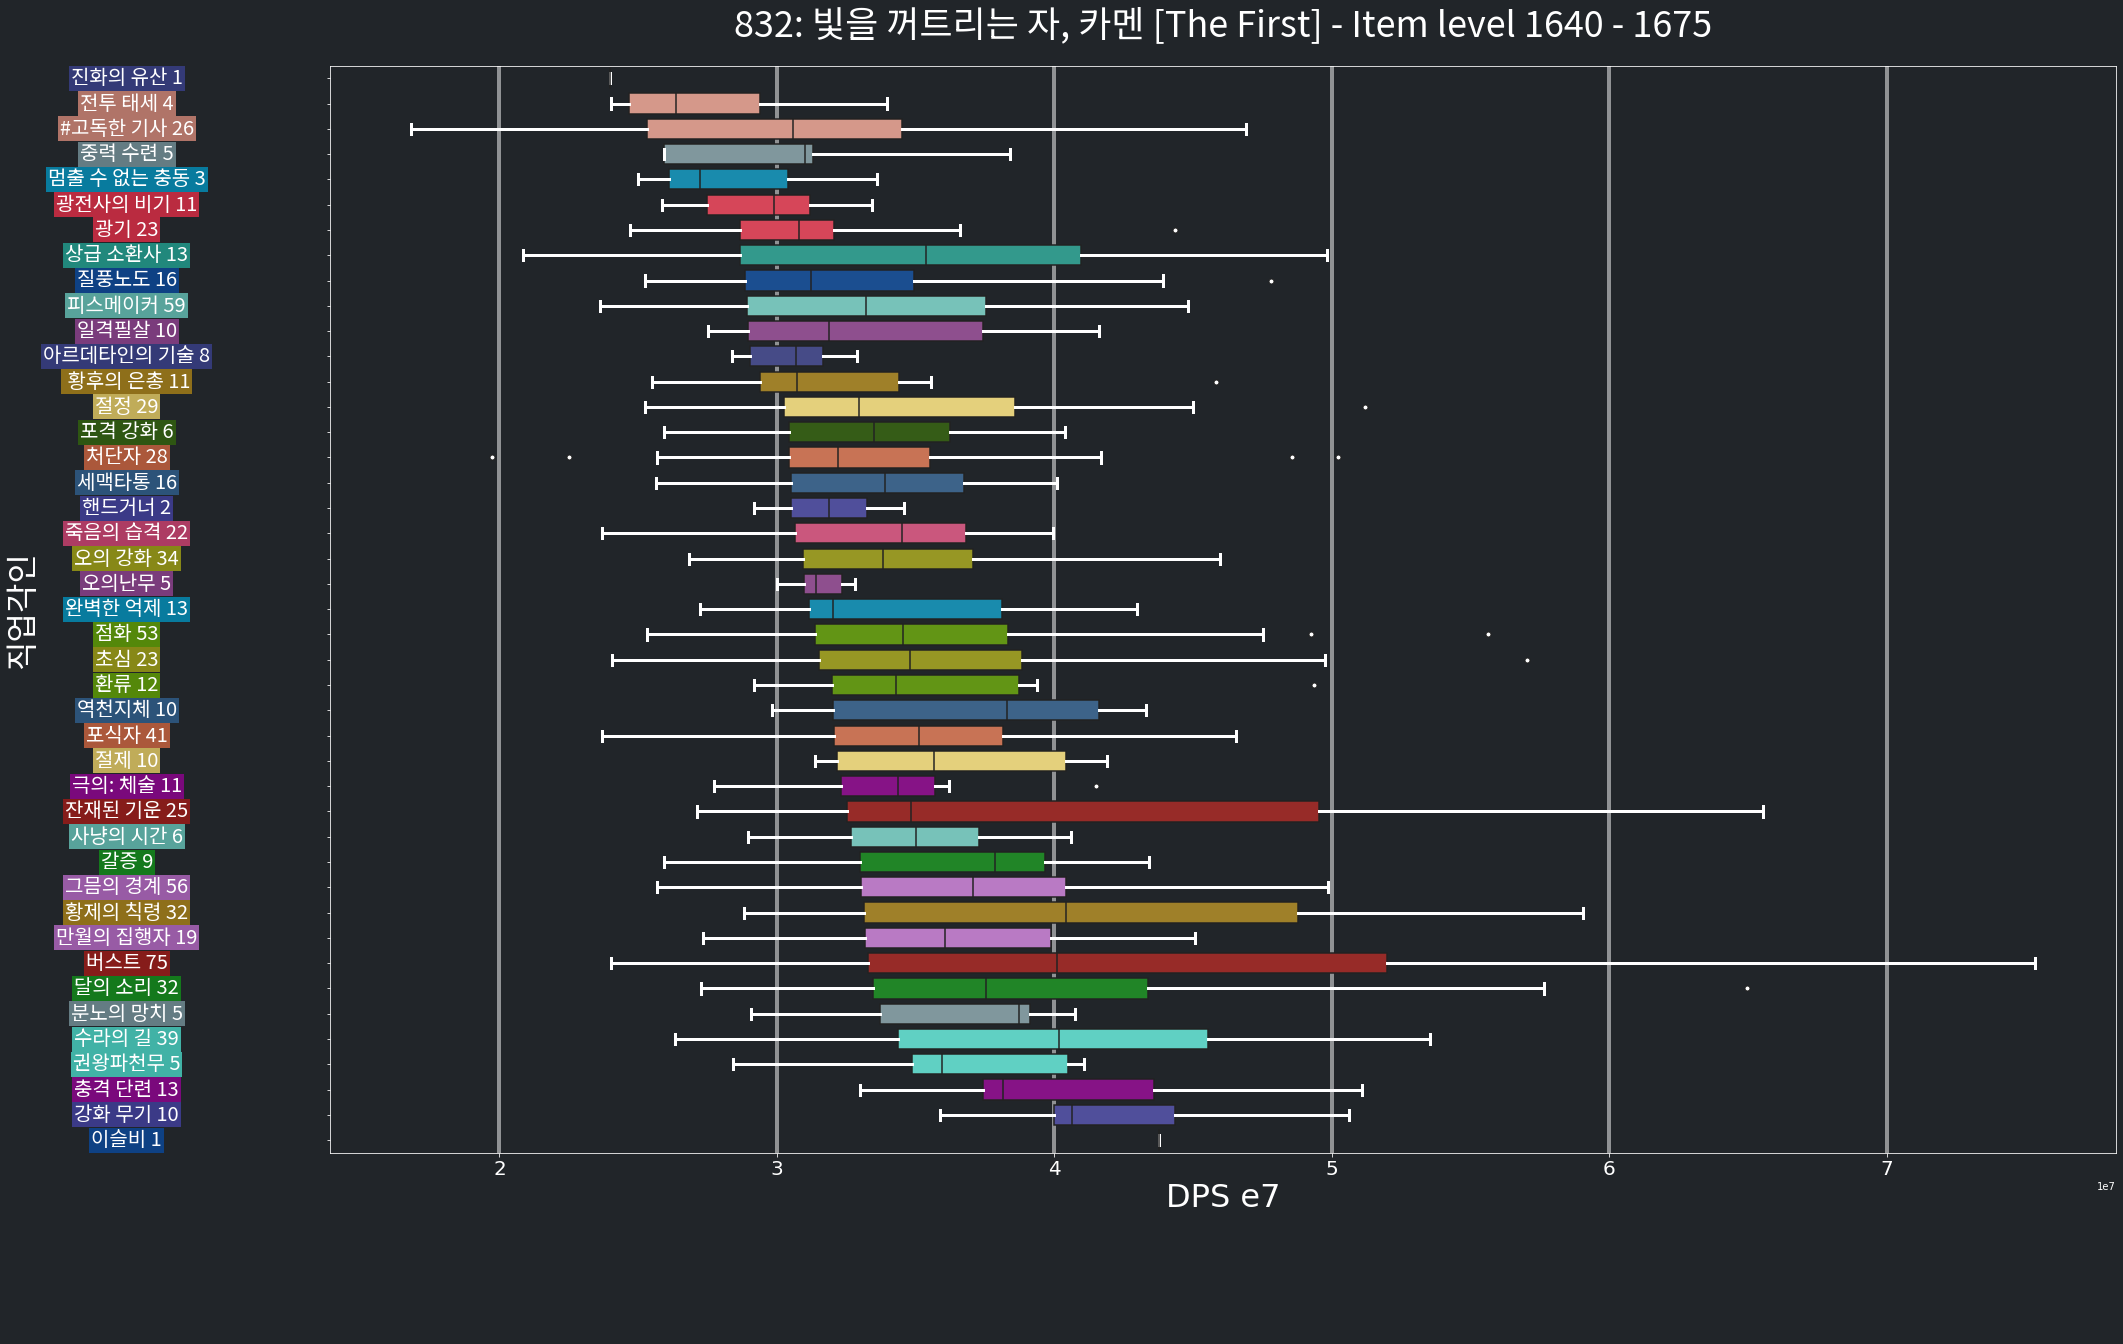 832: 빛을 꺼트리는 자, 카멘 [The First] - Item level 1640 - 1675
진화의 유산 1
전투 태세 4
#고독한 기사 26
중력 수련 5
멈출 수 없는 충동 3
광전사의 비기 11
광기 23
상급 소환사 13
질풍노도 16
피스메이커 59
일격필살 10
아르데타인의 기술 8
황후의 은총 11
절정 29
포격 강화 6
처단자 28
세맥타통 16
핸드거너 2
죽음의 습격 22
오의 강화 34
오의난무 5
완벽한 억제 13
점화 53
초심 23
환류 12
역천지체 10
포식자 41
절제 10
극의: 체술 11
잔재된 기운 25
사냥의 시간 6
갈증 9
그믐의 경계 56
황제의 칙령 32
만월의 집행자 19
버스트 75
달의 소리 32
분노의 망치 5
수라의 길 39
권왕파천무 5
충격 단련 13
강화 무기 10
이슬비 1
직업각인
2 3 4 5 6 7
DPS e7
1e7